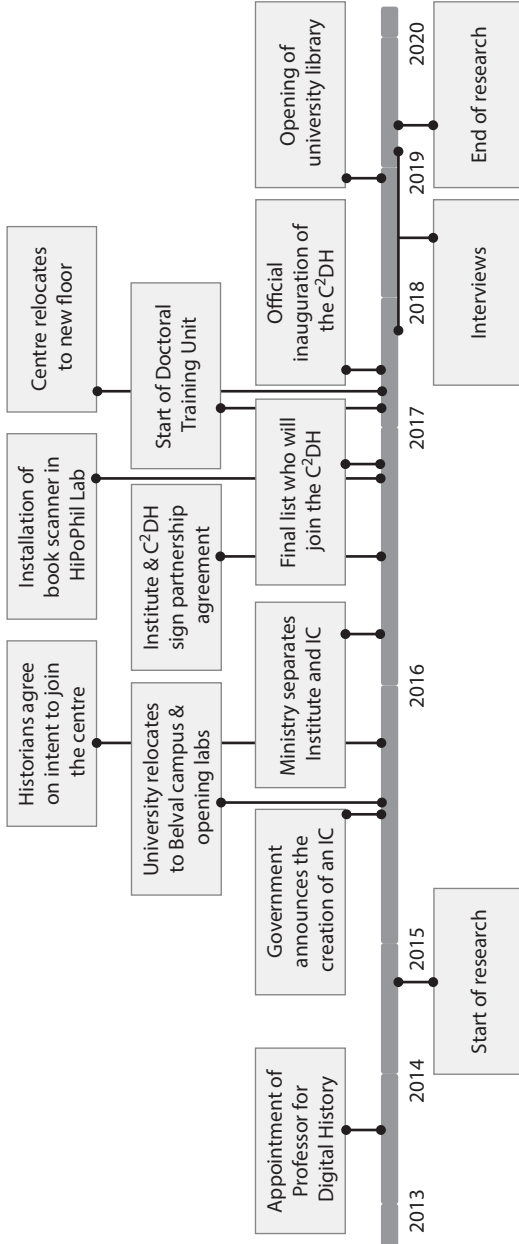 Historians agree
on intent to join
the centre
Installation of
book scanner in
HiPoPhil Lab
Centre relocates
to new floor
University relocates
to Belval campus &
opening labs
Institute & C²DH
sign partnership
agreement
Start of Doctoral
Training Unit
Appointment of
Professor for
Digital History
Government
announces the
creation of an IC
Ministry separates
Institute and IC
Final list who will
join the C²DH
Official
inauguration of
the C²DH
Opening of
university library
2013
2014
2015
2016
2017
2018
2019
2020
Start of research
Interviews
End of research